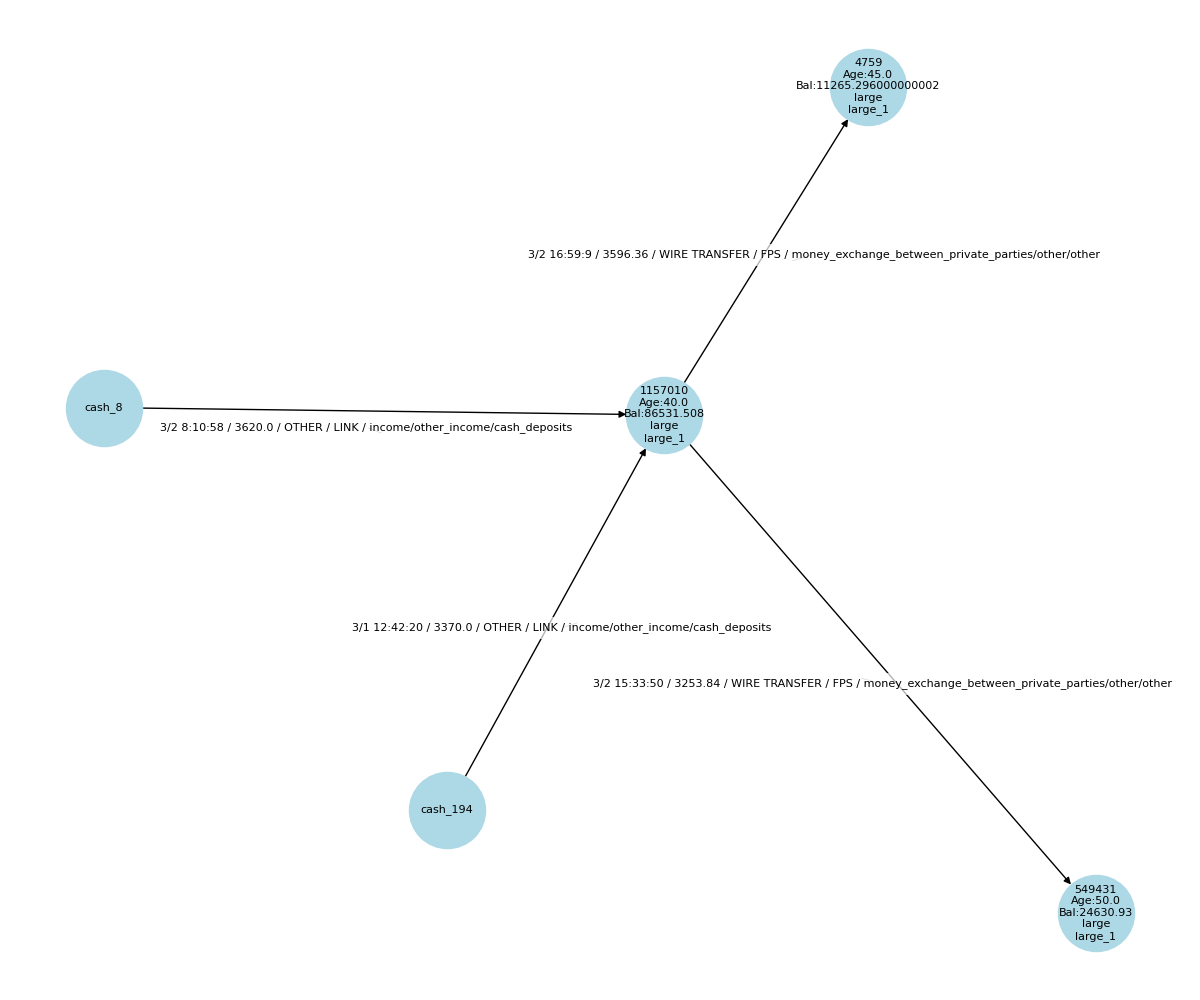 4759
Age:45.0
Bal:11265.296000000002
large
large_1
3/2 16:59:9 / 3596.36 / WIRE TRANSFER / FPS / money_exchange_between_private_parties/other/other
1157010
Age:40.0
Bal:86531.508
large
large_1
cash_8
3/2 8:10:58 / 3620.0 / OTHER / LINK / income/other_income/cash_deposits
3/1 12:42:20 / 3370.0 / OTHER / LINK / income/other_income/cash_deposits
3/2 15:33:50 / 3253.84 / WIRE TRANSFER / FPS / money_exchange_between_private_parties/other/other
cash_194
549431
Age:50.0
Bal:24630.93
large
large_1